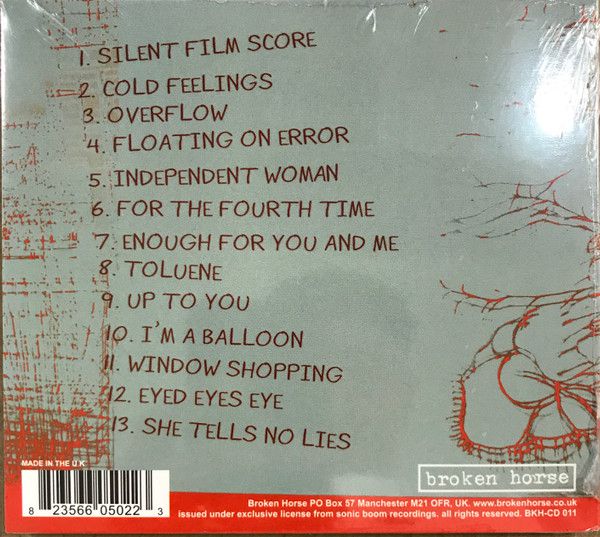 1. SILENT FILM SCORE
2. COLD FEELINGS
3. OVERFLOW
4. FLOATING ON ERROR
5. INDEPENDENT WOMAN
6. FOR THE FOURTH TIME
7. ENOUGH FOR YOU AND ME
8. TOLUENE
9. UP TO YOU
10. I'M A BALLOON
11. WINDOW SHOPPING
12. EYED EYES EYE
13. SHE TELLS NO LIES
MADE IN THE U.K
8 23566 05022 3
broken horse
Broken Horse PO Box 57 Manchester M21 OFR, UK. www.brokenhorse.co.uk
issued under exclusive license from sonic boom recordings. all rights reserved. BKH-CD 011